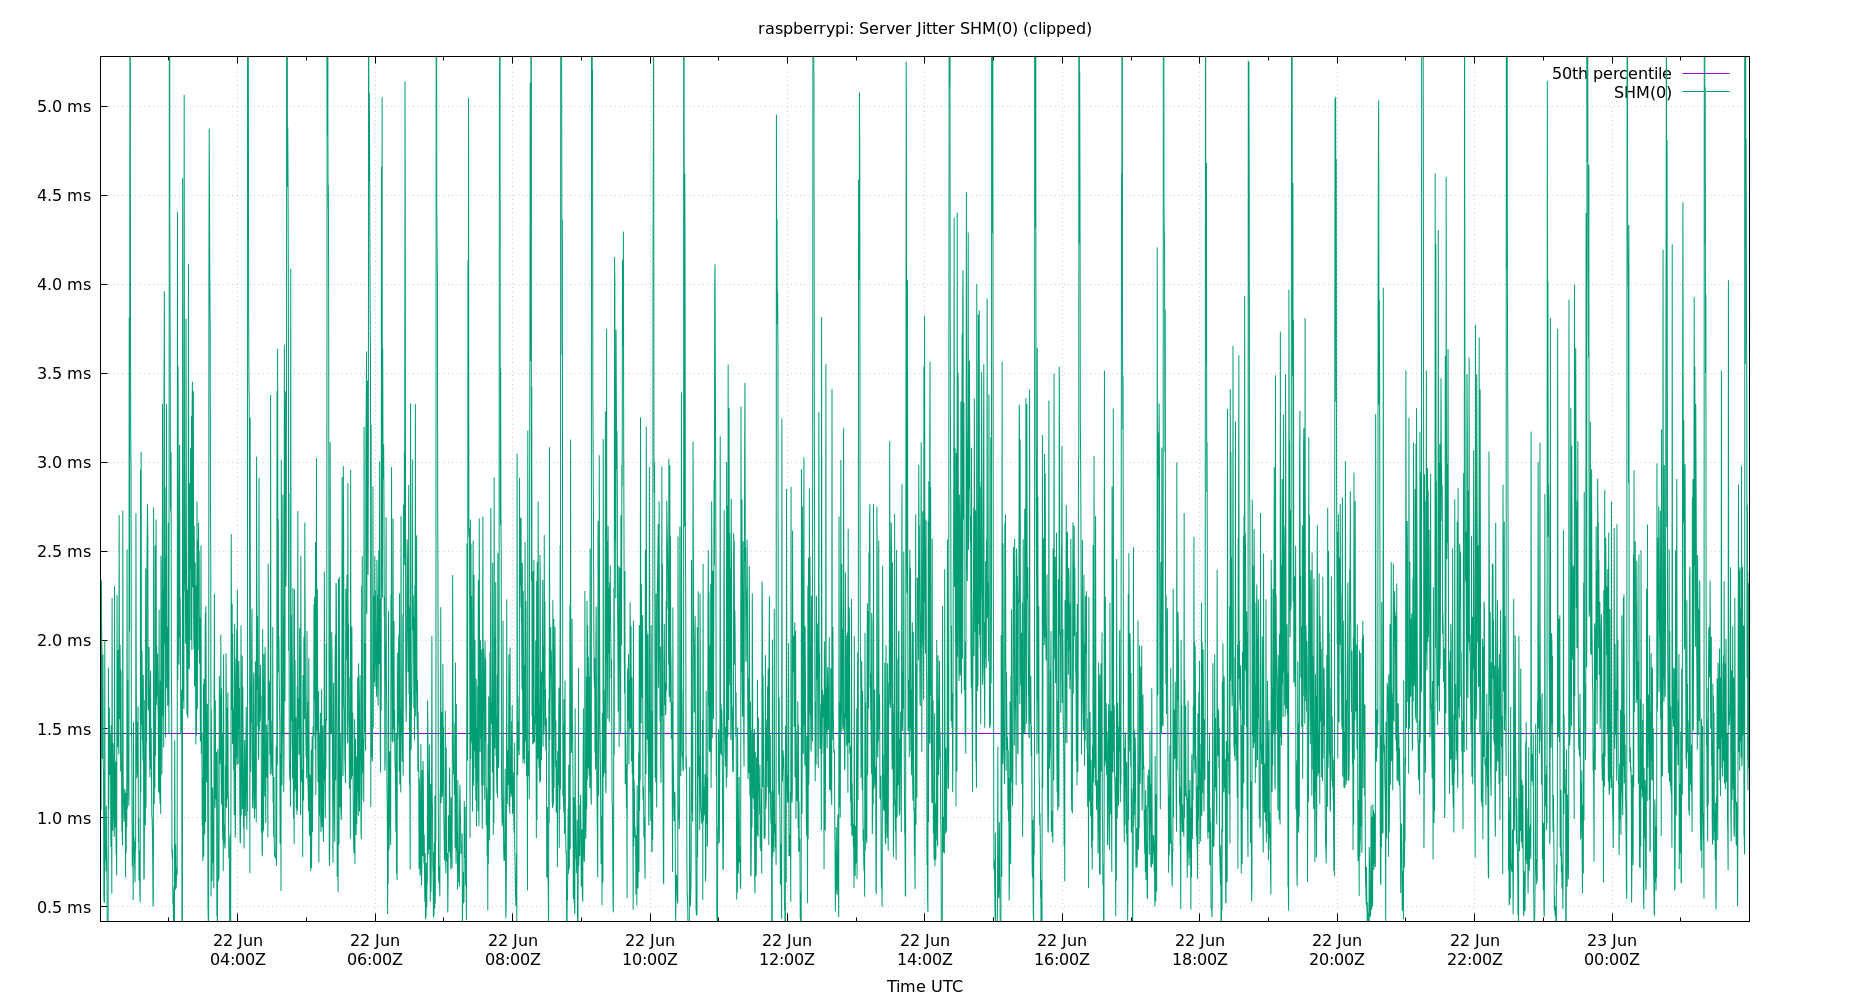 raspberrypi: Server Jitter SHM(0) (clipped)
50th percentile
SHM(0)
5.0 ms
4.5 ms
4.0 ms
3.5 ms
3.0 ms
2.5 ms
2.0 ms
1.5 ms
1.0 ms
0.5 ms
22 Jun 22 Jun 22 Jun 22 Jun 22 Jun 22 Jun 22 Jun 22 Jun 22 Jun 22 Jun 23 Jun
04:00Z 06:00Z 08:00Z 10:00Z 12:00Z 14:00Z 16:00Z 18:00Z 20:00Z 22:00Z 00:00Z
Time UTC